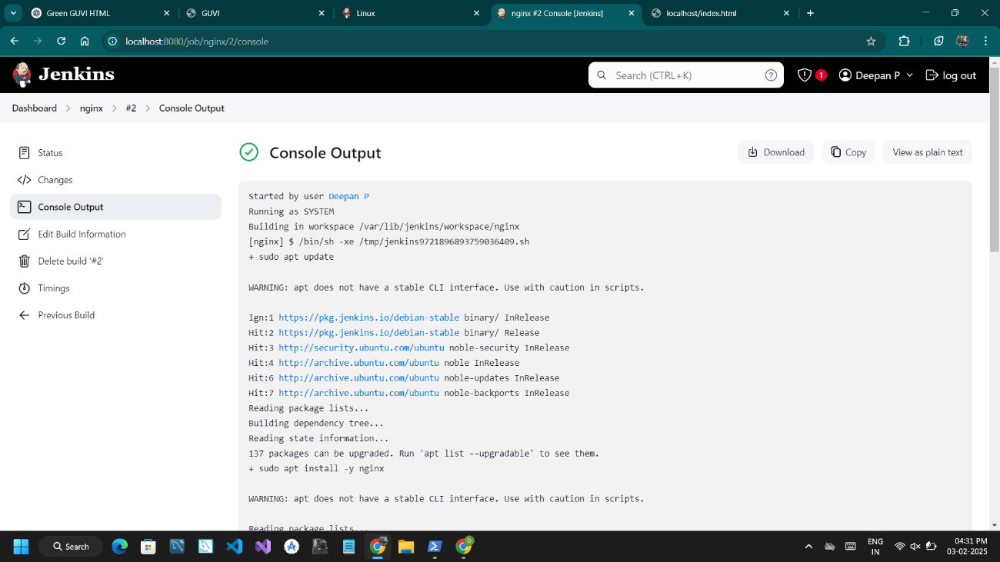 Green GUVI HTML
GUVI
Linux
nginx #2 Console [Jenkins]
localhost/index.html
localhost:8080/job/nginx/2/console
Jenkins
Search (CTRL+K)
1
Deepan P
log out
Dashboard
nginx
#2
Console Output
Status
Changes
Console Output
Edit Build Information
Delete build ‘#2’
Timings
Previous Build
Console Output
Download
Copy
View as plain text
Started by user Deepan P
Running as SYSTEM
Building in workspace /var/lib/jenkins/workspace/nginx
[nginx] $ /bin/sh -xe /tmp/jenkins9721896893759036409.sh
+ sudo apt update
WARNING: apt does not have a stable CLI interface. Use with caution in scripts.
Ign:1 https://pkg.jenkins.io/debian-stable binary/ InRelease
Hit:2 https://pkg.jenkins.io/debian-stable binary/ Release
Hit:3 http://security.ubuntu.com/ubuntu noble-security InRelease
Hit:4 http://archive.ubuntu.com/ubuntu noble InRelease
Hit:6 http://archive.ubuntu.com/ubuntu noble-updates InRelease
Hit:7 http://archive.ubuntu.com/ubuntu noble-backports InRelease
Reading package lists...
Building dependency tree...
Reading state information...
137 packages can be upgraded. Run 'apt list --upgradable' to see them.
+ sudo apt install -y nginx
WARNING: apt does not have a stable CLI interface. Use with caution in scripts.
Reading package lists...
Search
D
ENG
IN
04:31 PM
03-02-2025